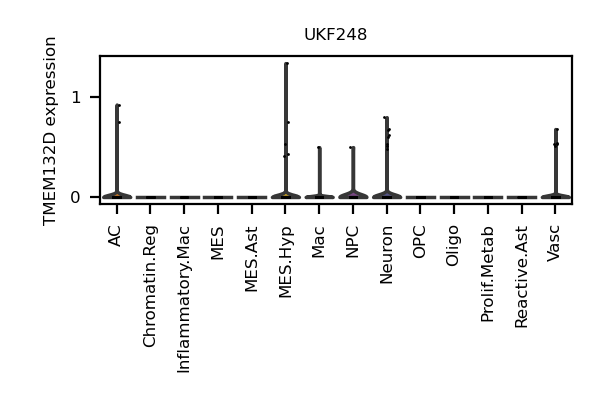 UKF248
TMEM132D expression
1
0
AC
Chromatin.Reg
Inflammatory.Mac
MES
MES.Ast
MES.Hyp
Mac
NPC
Neuron
OPC
Oligo
Prolif.Metab
Reactive.Ast
Vasc